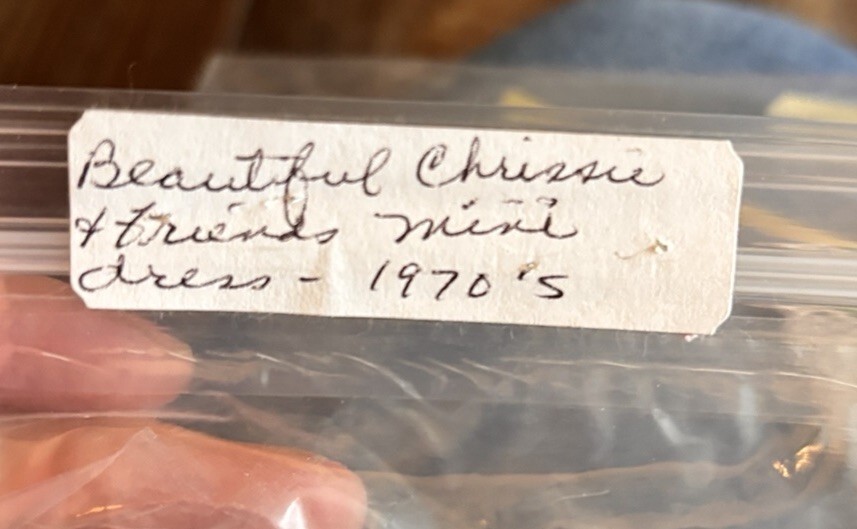 Beautiful Chrissie
& friends mini
dress - 1970's